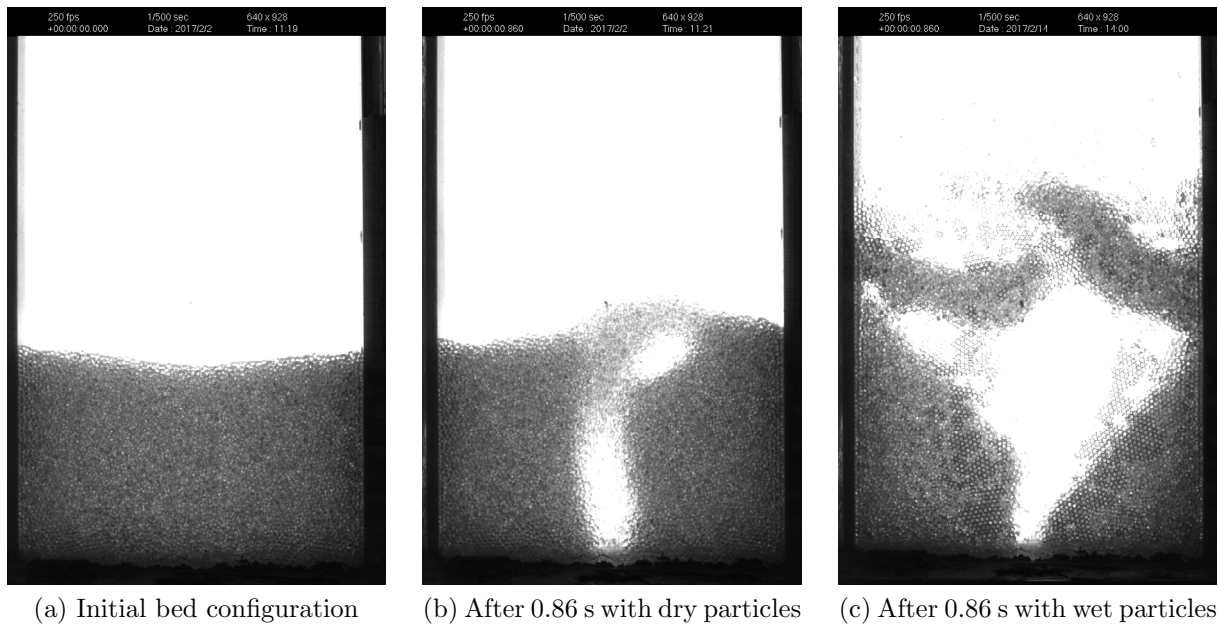 250 fps 1/500 sec 640 x 928
+00:00:00.000 Date : 2017/2/2 Time : 11:19
250 fps 1/500 sec 640 x 928
+00:00:00.860 Date : 2017/2/2 Time : 11:21
250 fps 1/500 sec 640 x 928
+00:00:00.860 Date : 2017/2/14 Time : 14:00
(a) Initial bed configuration
(b) After 0.86 s with dry particles
(c) After 0.86 s with wet particles